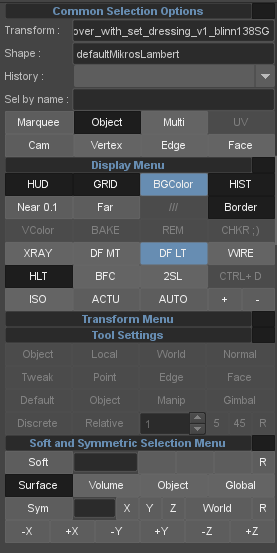 Common Selection Options
Transform : over_with_set_dressing_v1_blinn138SG
Shape : defaultMikrosLambert
History :
Sel by name :
Marquee Object Multi UV
Cam Vertex Edge Face
Display Menu
HUD GRID BGColor HIST
Near 0.1 Far /// Border
VColor BAKE REM CHKR ;)
XRAY DF MT DF LT WIRE
HLT BFC 2SL CTRL+ D
ISO ACTU AUTO + -
Transform Menu
Tool Settings
Object Local World Normal
Tweak Point Edge Face
Default Object Manip Gimbal
Discrete Relative 1 5 45 R
Soft and Symmetric Selection Menu
Soft R
Surface Volume Object Global
Sym X Y Z World R
-X +X -Y +Y -Z +Z